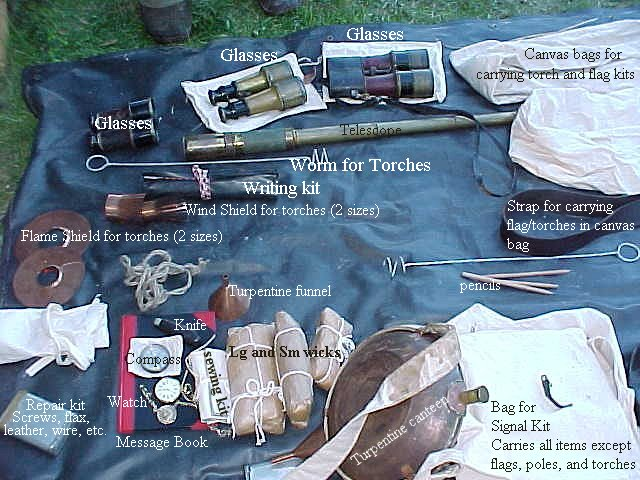 Glasses
Glasses
Canvas bags for
carrying torch and flag kits
Glasses
Telesdope
Worm for Torches
Writing kit
Wind Shield for torches (2 sizes)
Strap for carrying
flag/torches in canvas
bag
Flame Shield for torches (2 sizes)
pencils
Turpentine funnel
Knife
Compass
Lg and Sm wicks
sewing kit
Watch
Message Book
Repair kit
Screws, flax,
leather, wire, etc.
Turpentine canteen
Bag for
Signal Kit
Carries all items except
flags, poles, and torches